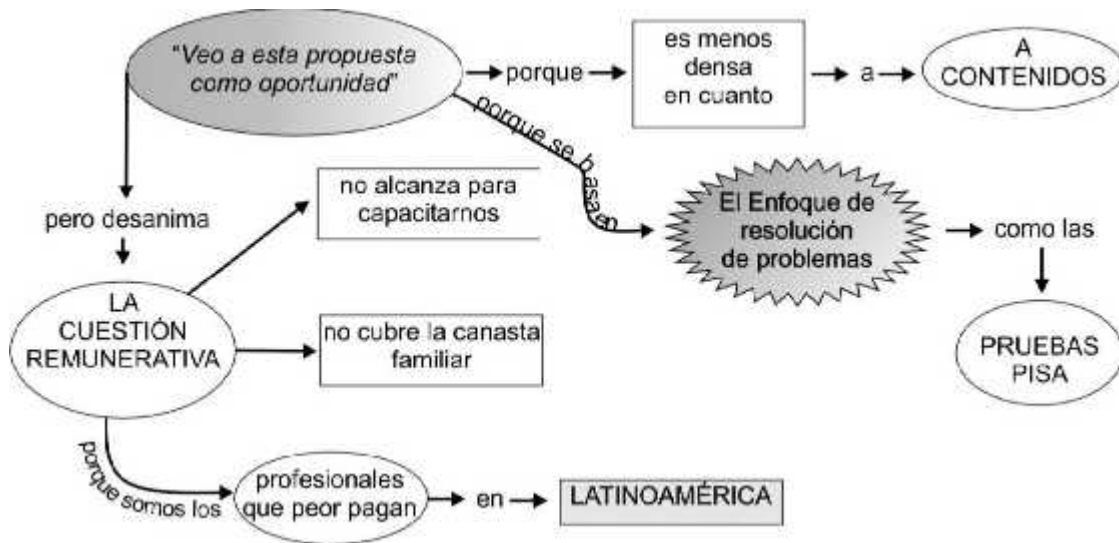 “Veo a esta propuesta
como oportunidad”
porque
es menos
densa
en cuanto
a
A
CONTENIDOS
porque se basa en
El Enfoque de
resolución
de problemas
como las
PRUEBAS
PISA
pero desanima
LA
CUESTIÓN
REMUNERATIVA
no alcanza para
capacitarnos
no cubre la canasta
familiar
porque somos los
profesionales
que peor pagan
en
LATINOAMÉRICA